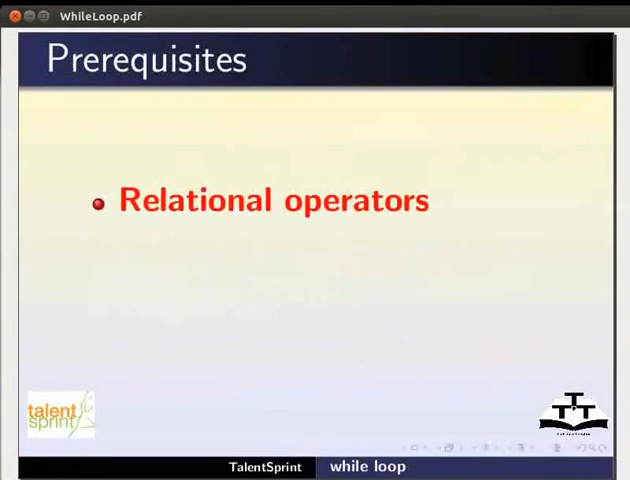 WhileLoop.pdf
Prerequisites
Relational operators
talent
sprint
TalentSprint
while loop